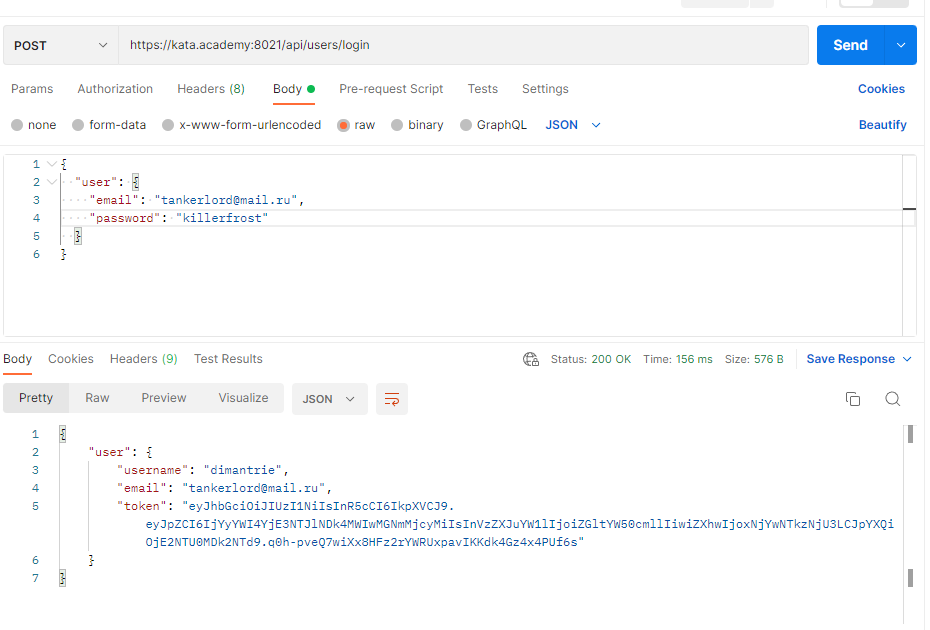 POST https://kata.academy:8021/api/users/login Send
Params Authorization Headers (8) Body Pre-request Script Tests Settings Cookies
none form-data x-www-form-urlencoded raw binary GraphQL JSON Beautify
1 {
2 "user": {
3 "email": "tankerlord@mail.ru",
4 "password": "killerfrost"
5 }
6 }
Body Cookies Headers (9) Test Results Status: 200 OK Time: 156 ms Size: 576 B Save Response
Pretty Raw Preview Visualize JSON
1 {
2 "user": {
3 "username": "dimantrie",
4 "email": "tankerlord@mail.ru",
5 "token": "eyJhbGciOiJIUzI1NiIsInR5cCI6IkpXVCJ9.
eyJpZCI6IjYyYWI4YjE3NTJlNDk4MWIwMGNmMjcyMiIsInVzZXJuYW1lIjoiZGltYW50cmllIiwiZXhwIjoxNjYwNTkzNjU3LCJpYXQi
OjE2NTU0MDk2NTd9.q0h-pveQ7wiXx8HFz2rYWRUxpavIKKdk4Gz4x4PUf6s"
6 }
7 }